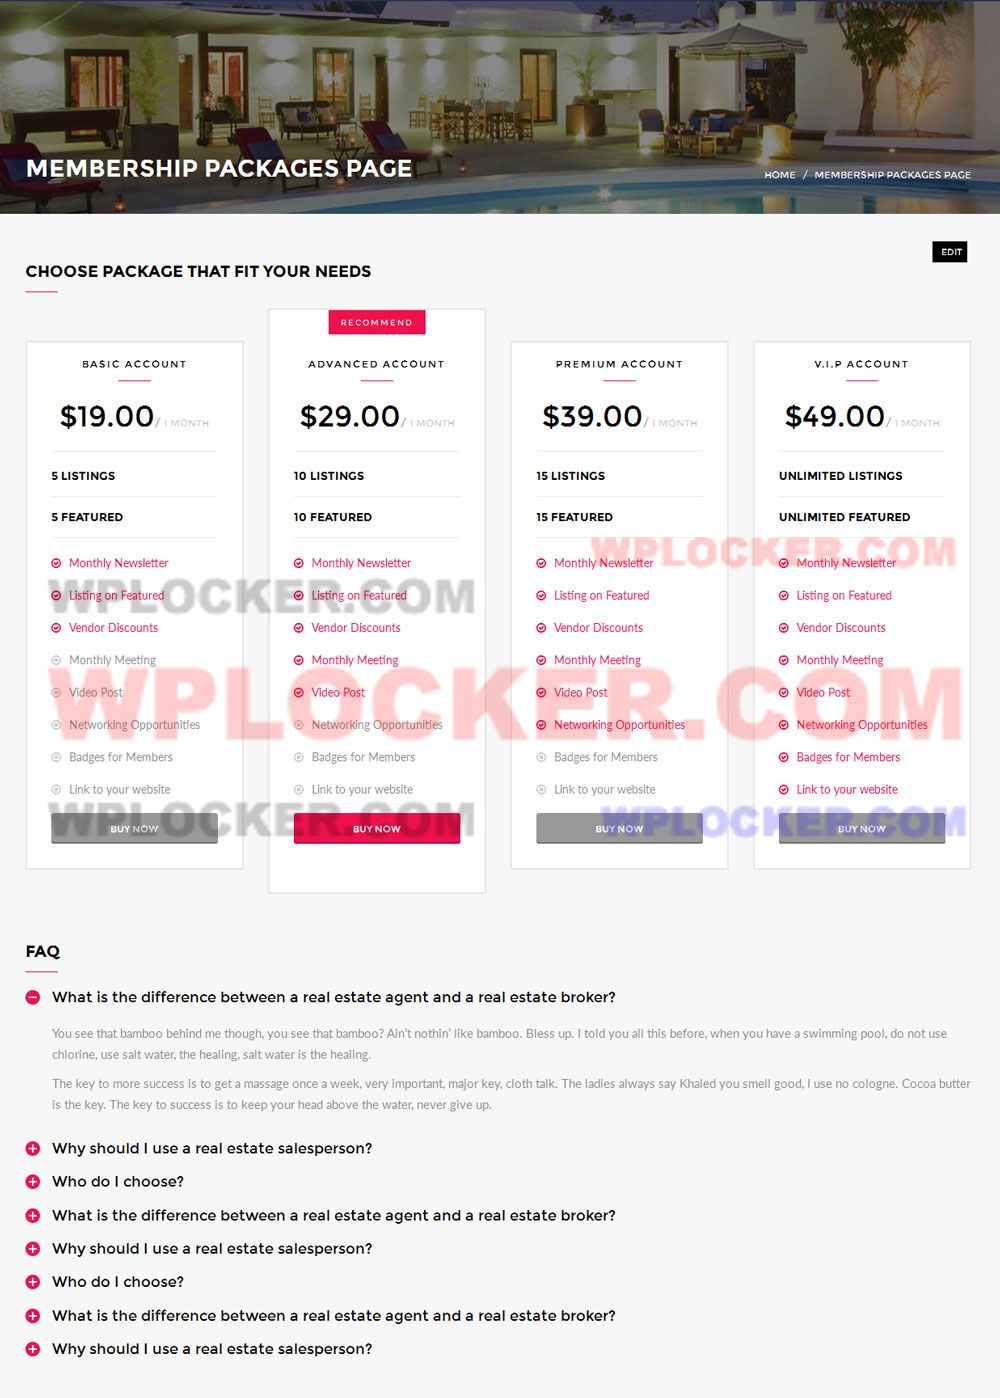 MEMBERSHIP PACKAGES PAGE
HOME / MEMBERSHIP PACKAGES PAGE
EDIT
CHOOSE PACKAGE THAT FIT YOUR NEEDS
BASIC ACCOUNT
$19.00/ 1 MONTH
5 LISTINGS
5 FEATURED
Monthly Newsletter
Listing on Featured
Vendor Discounts
Monthly Meeting
Video Post
Networking Opportunities
Badges for Members
Link to your website
BUY NOW
RECOMMEND
ADVANCED ACCOUNT
$29.00/ 1 MONTH
10 LISTINGS
10 FEATURED
Monthly Newsletter
Listing on Featured
Vendor Discounts
Monthly Meeting
Video Post
Networking Opportunities
Badges for Members
Link to your website
BUY NOW
PREMIUM ACCOUNT
$39.00/ 1 MONTH
15 LISTINGS
15 FEATURED
Monthly Newsletter
Listing on Featured
Vendor Discounts
Monthly Meeting
Video Post
Networking Opportunities
Badges for Members
Link to your website
BUY NOW
V.I.P ACCOUNT
$49.00/ 1 MONTH
UNLIMITED LISTINGS
UNLIMITED FEATURED
Monthly Newsletter
Listing on Featured
Vendor Discounts
Monthly Meeting
Video Post
Networking Opportunities
Badges for Members
Link to your website
BUY NOW
WPLOCKER.COM
WPLOCKER.COM
WPLOCKER.COM
WPLOCKER.COM
WPLOCKER.COM
FAQ
What is the difference between a real estate agent and a real estate broker?
You see that bamboo behind me though, you see that bamboo? Ain't nothin' like bamboo. Bless up. I told you all this before, when you have a swimming pool, do not use
chlorine, use salt water, the healing, salt water is the healing.
The key to more success is to get a massage once a week, very important, major key, cloth talk. The ladies always say Khaled you smell good, I use no cologne. Cocoa butter
is the key. The key to success is to keep your head above the water, never give up.
Why should I use a real estate salesperson?
Who do I choose?
What is the difference between a real estate agent and a real estate broker?
Why should I use a real estate salesperson?
Who do I choose?
What is the difference between a real estate agent and a real estate broker?
Why should I use a real estate salesperson?